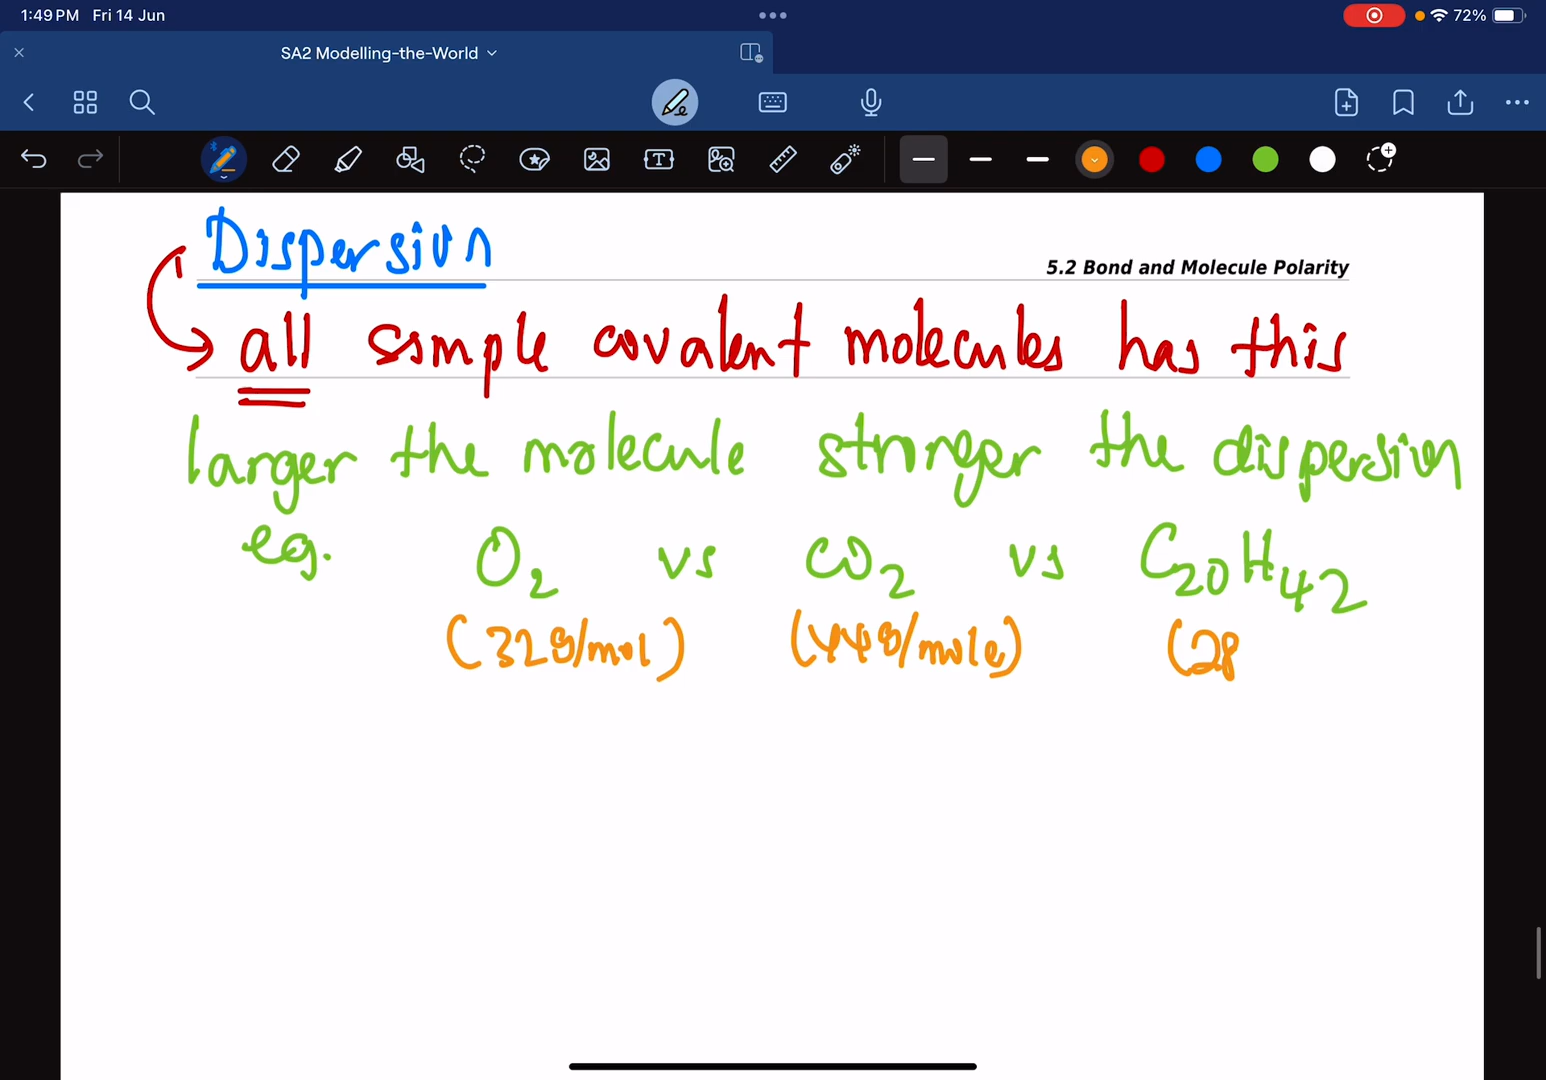 1:49 PM Fri 14 Jun
72%
SA2 Modelling-the-World
T
Dispersion
5.2 Bond and Molecule Polarity
all simple covalent molecules has this
larger the molecule stronger the dispersion
eg. O₂ vs CO₂ vs C₂₀H₄₂
(32g/mol) (44g/mole) (28